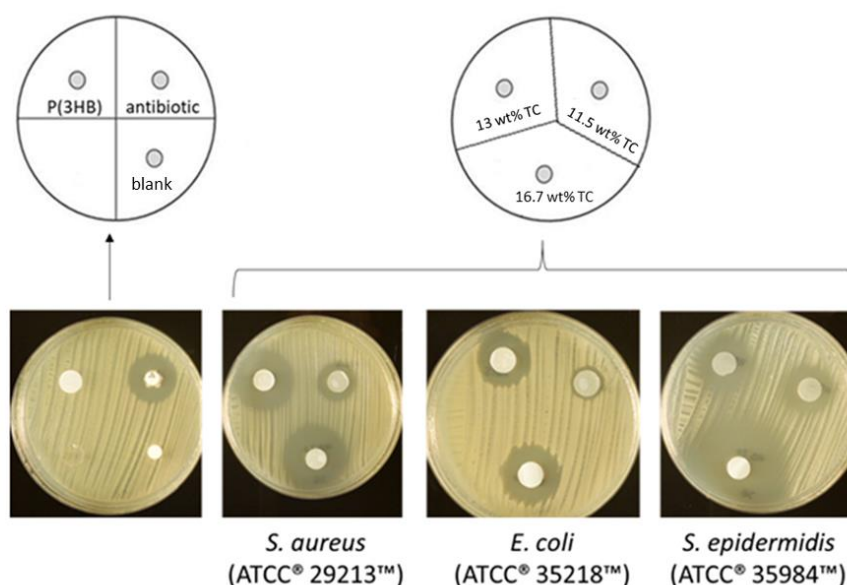 P(3HB)
antibiotic
blank
13 wt% TC
11.5 wt% TC
16.7 wt% TC
S. aureus
(ATCC® 29213™)
E. coli
(ATCC® 35218™)
S. epidermidis
(ATCC® 35984™)